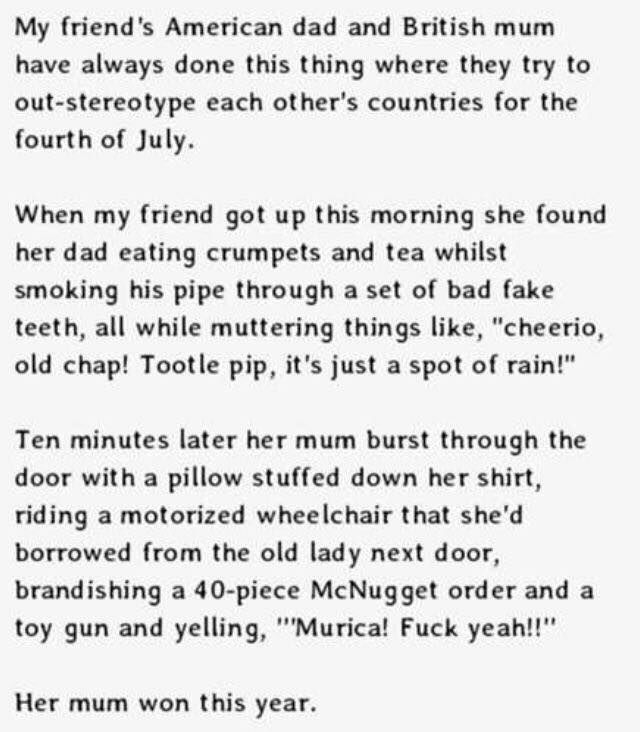 My friend's American dad and British mum
have always done this thing where they try to
out-stereotype each other's countries for the
fourth of July.
When my friend got up this morning she found
her dad eating crumpets and tea whilst
smoking his pipe through a set of bad fake
teeth, all while muttering things like, "cheerio,
old chap! Tootle pip, it's just a spot of rain!"
Ten minutes later her mum burst through the
door with a pillow stuffed down her shirt,
riding a motorized wheelchair that she'd
borrowed from the old lady next door,
brandishing a 40-piece McNugget order and a
toy gun and yelling, "'Murica! Fuck yeah!!"
Her mum won this year.